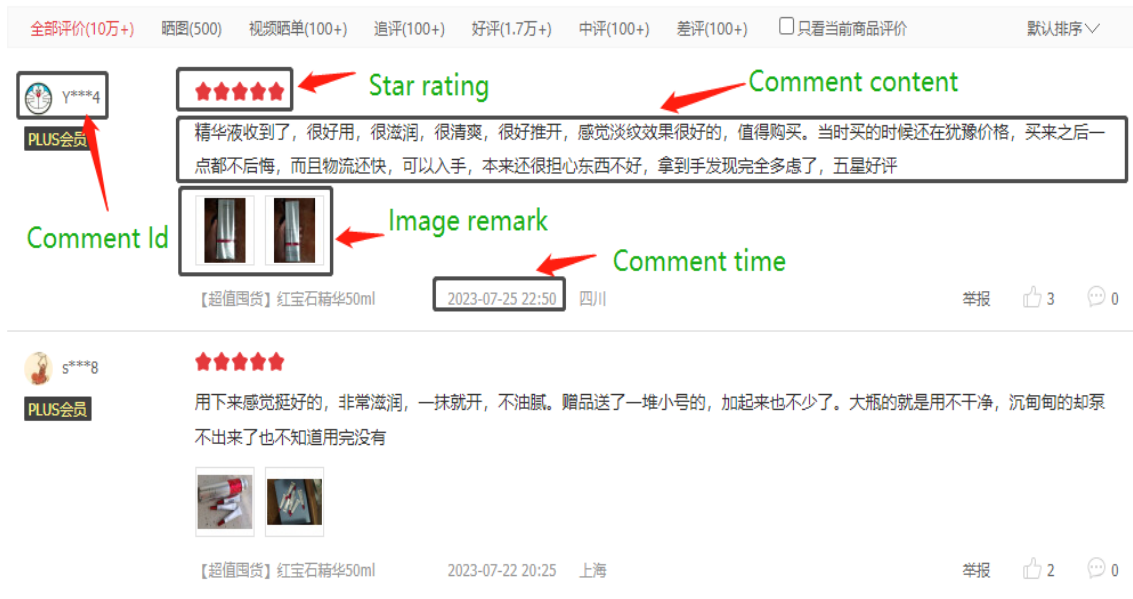 全部评价(10万+) 晒图(500) 视频晒单(100+) 追评(100+) 好评(1.7万+) 中评(100+) 差评(100+) 只看当前商品评价 默认排序
Y***4
PLUS会员
Star rating
Comment content
精华液收到了，很好用，很滋润，很清爽，很好推开，感觉淡纹效果很好的，值得购买。当时买的时候还在犹豫价格，买来之后一
点都不后悔，而且物流还快，可以入手，本来还很担心东西不好，拿到手发现完全多虑了，五星好评
Comment Id
Image remark
Comment time
【超值囤货】红宝石精华50ml 2023-07-25 22:50 四川 举报 3 0
s***8
PLUS会员
用下来感觉挺好的，非常滋润，一抹就开，不油腻。赠品送了一堆小号的，加起来也不少了。大瓶的就是用不干净，沉甸甸的却泵
不出来了也不知道用完没有
【超值囤货】红宝石精华50ml 2023-07-22 20:25 上海 举报 2 0